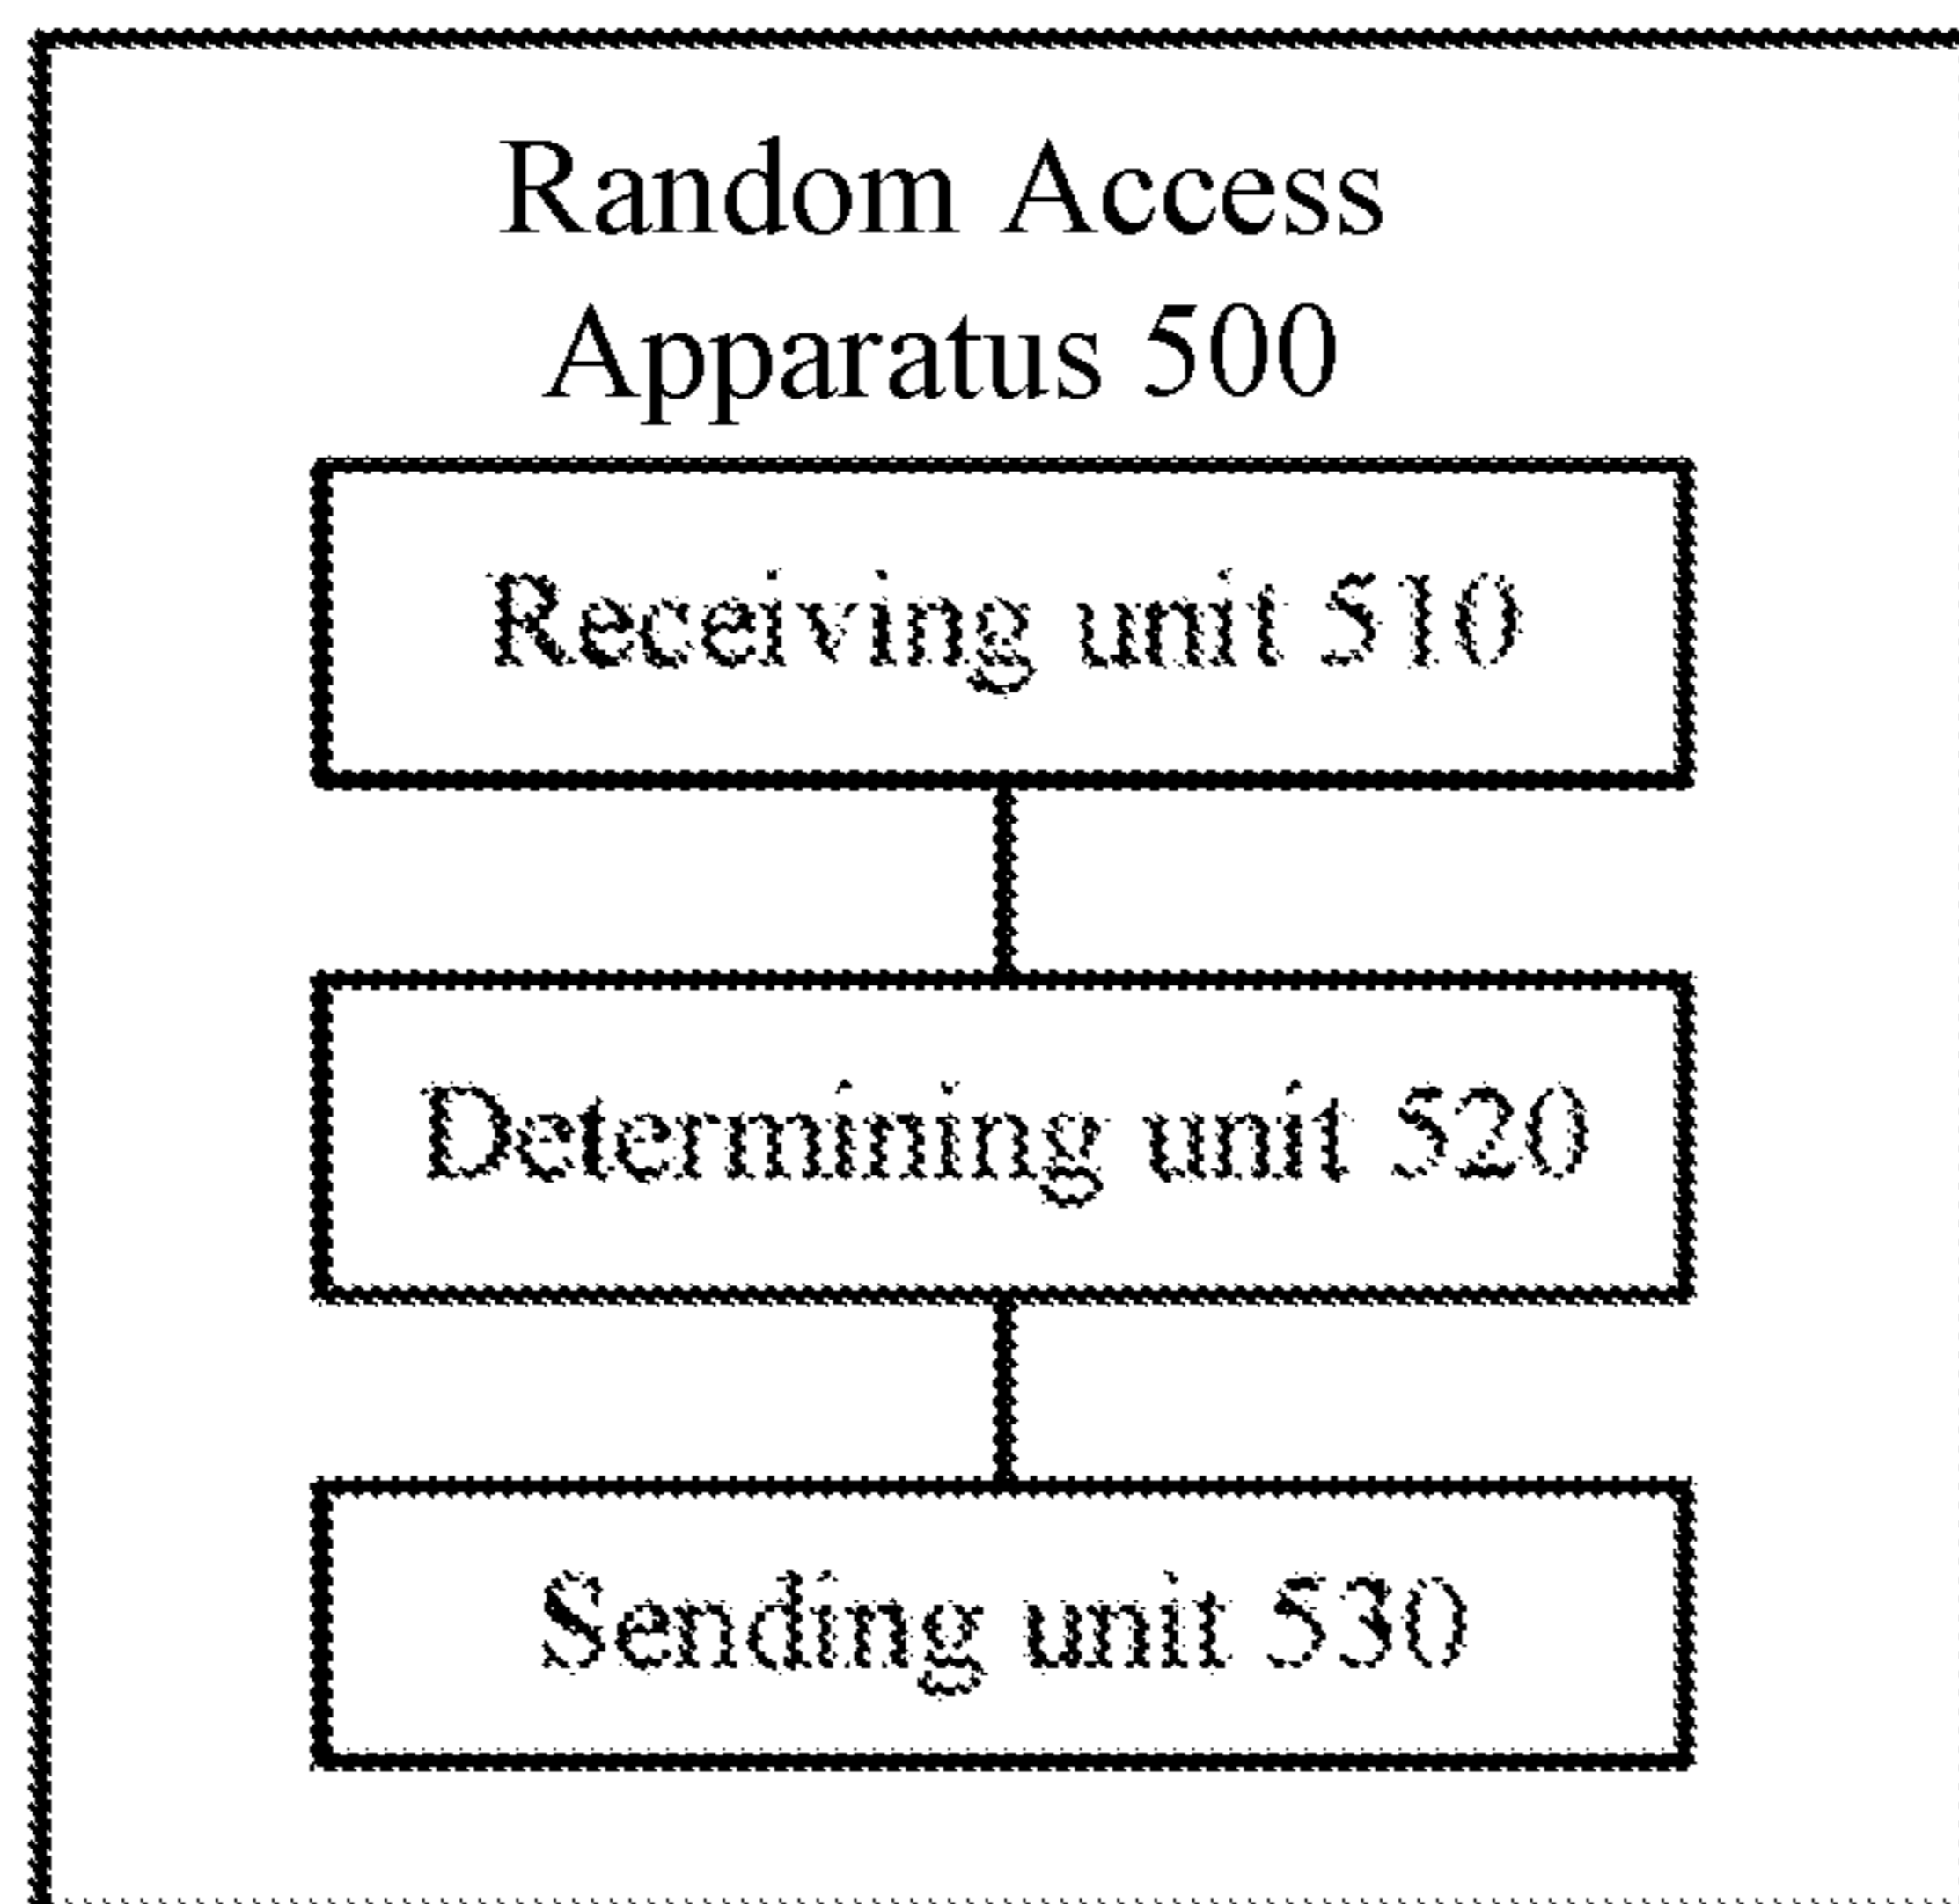 Random Access
Apparatus 500
Receiving unit 510
Determining unit 520
Sending unit 530